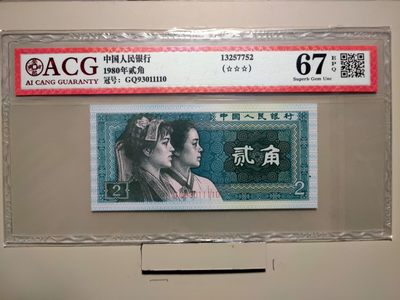 ACG
AI CANG GUARANTY
中国人民银行
1980年贰角
冠号: GQ93011110
13257752
(☆☆☆)
67 EPQ
Superb Gem Unc
中国人民银行
贰角
2
2